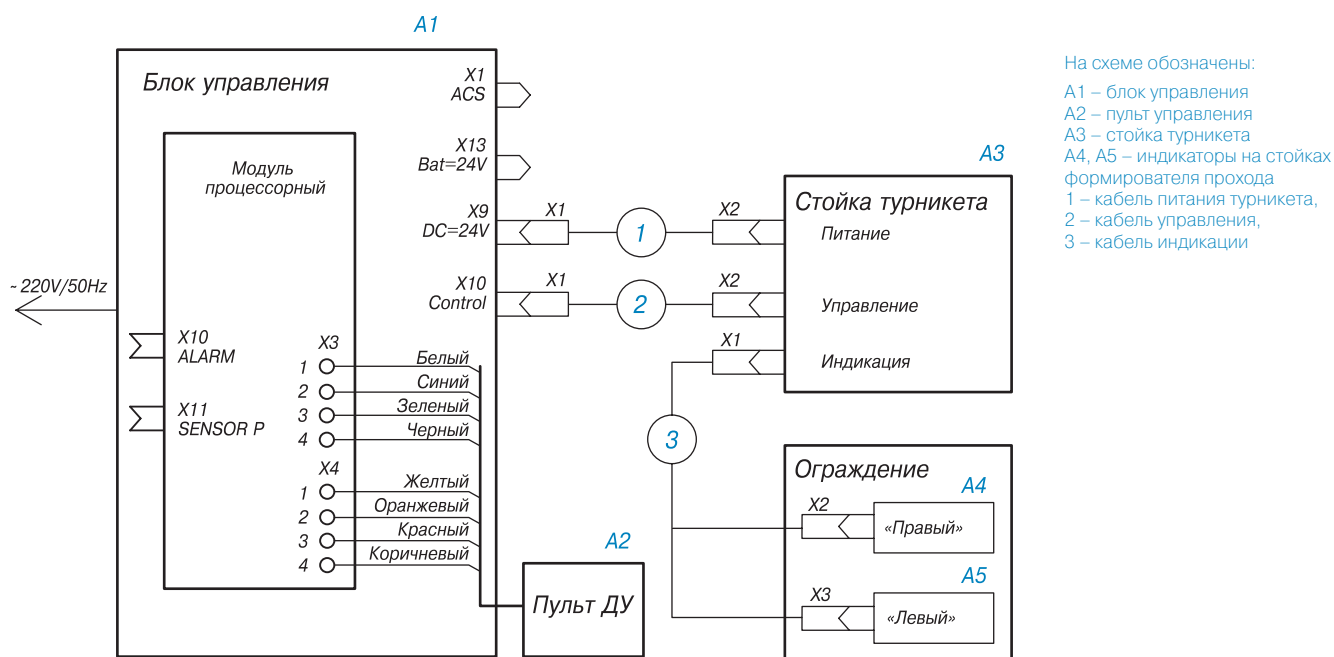 A1
Блок управления
X1
ACS
X13
Bat=24V
X9
DC=24V
X10
Control
Модуль
процессорный
~ 220V/50Hz
X10
ALARM
X11
SENSOR P
X3
1
2
3
4
X4
1
2
3
4
Белый
Синий
Зеленый
Черный
Желтый
Оранжевый
Красный
Коричневый
A2
Пульт ДУ
X1
1
X2
X1
2
X2
X1
3
A3
Стойка турникета
Питание
Управление
Индикация
Ограждение
A4
X2
«Правый»
A5
X3
«Левый»
На схеме обозначены:
A1 – блок управления
A2 – пульт управления
A3 – стойка турникета
A4, A5 – индикаторы на стойках
формирователя прохода
1 – кабель питания турникета,
2 – кабель управления,
3 – кабель индикации